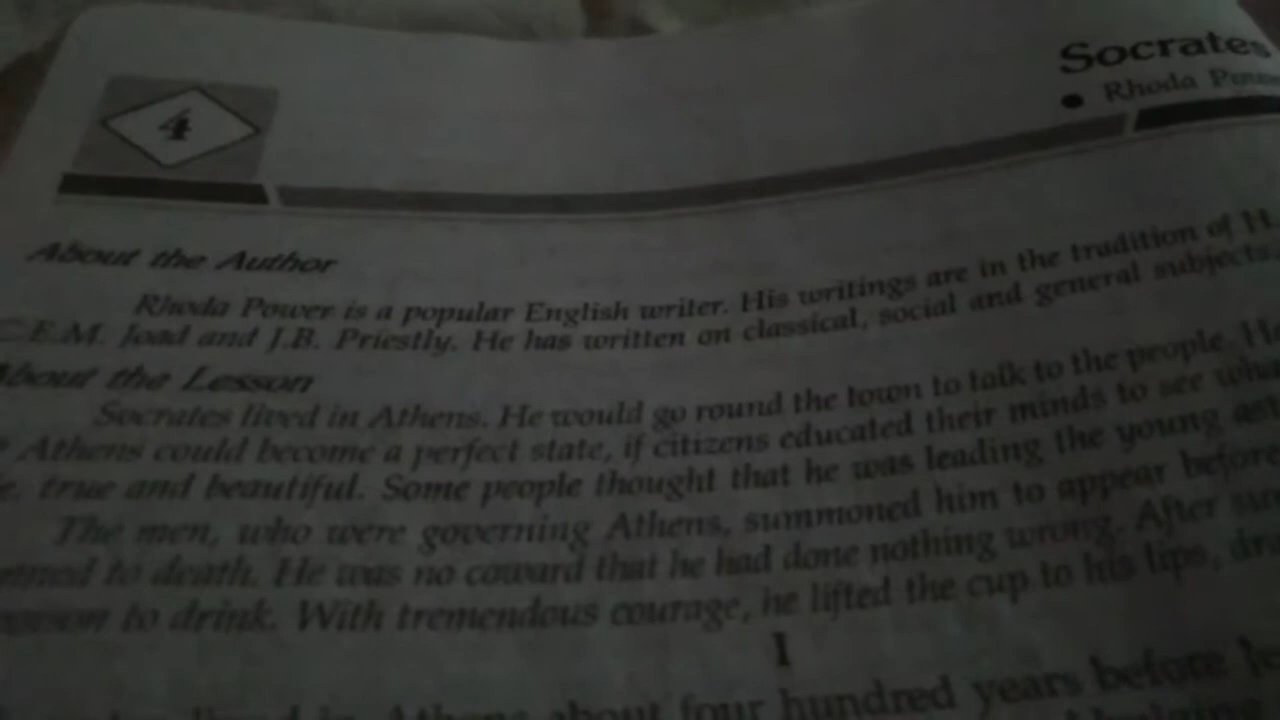 Socrates
4
• Rhoda Power
About the Author
Rhoda Power is a popular English writer. His writings are in the tradition of H.
C.E.M. Joad and J.B. Priestly. He has written on classical, social and general subjects.
About the Lesson
Socrates lived in Athens. He would go round the town to talk to the people. He
Athens could become a perfect state, if citizens educated their minds to see what
true and beautiful. Some people thought that he was leading the young
The men, who were governing Athens, summoned him to appear before
to death. He was no coward that he had done nothing wrong. After
to drink. With tremendous courage, he lifted the cup to his lips,
I
lived in Athens about four hundred years before